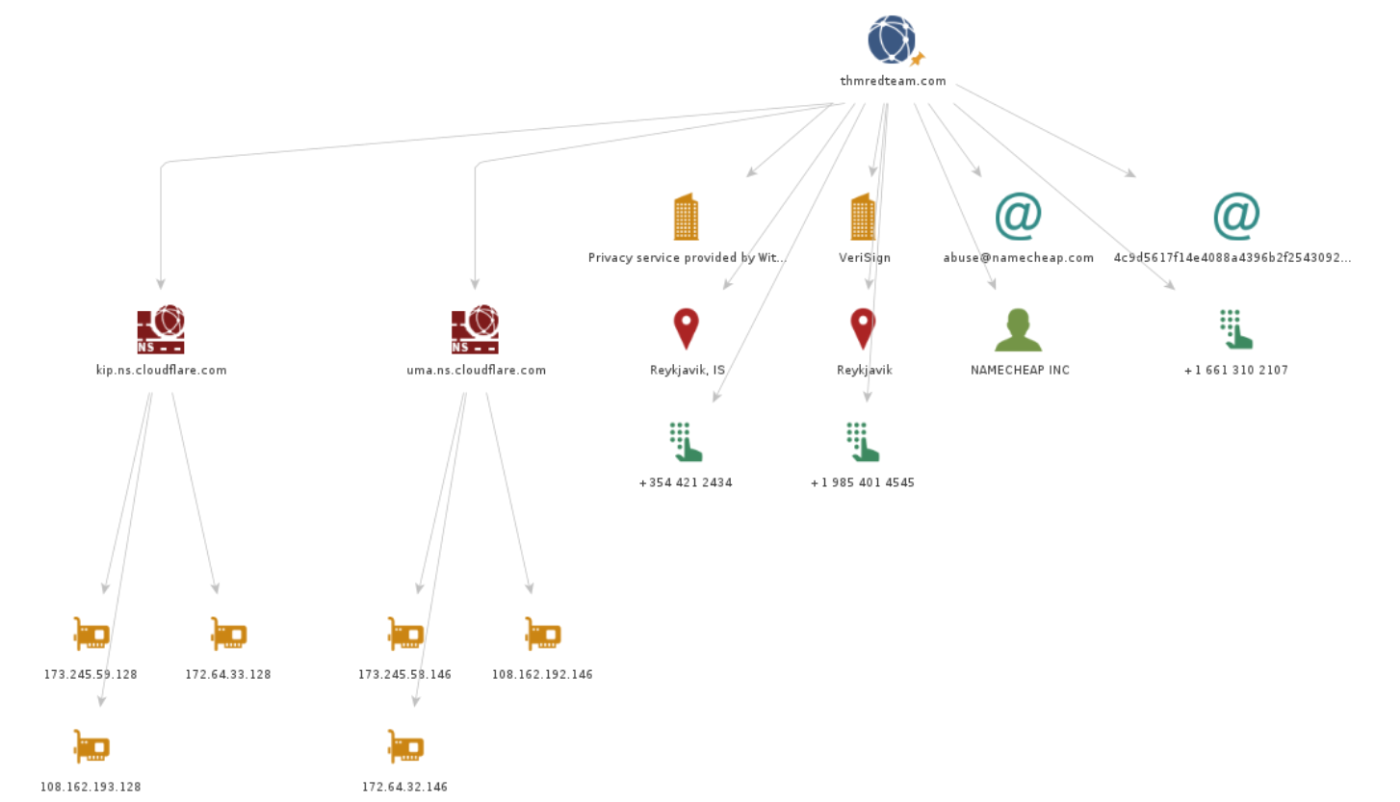 thmredteam.com
Privacy service provided by Wit...
VeriSign
abuse@namecheap.com
4c9d5617f14e4088a4396b2f2543092...
NS
kip.ns.cloudflare.com
NS
uma.ns.cloudflare.com
Reykjavik, IS
Reykjavik
NAMECHEAP INC
+1 661 310 2107
+354 421 2434
+1 985 401 4545
173.245.59.128
172.64.33.128
173.245.58.146
108.162.192.146
108.162.193.128
172.64.32.146